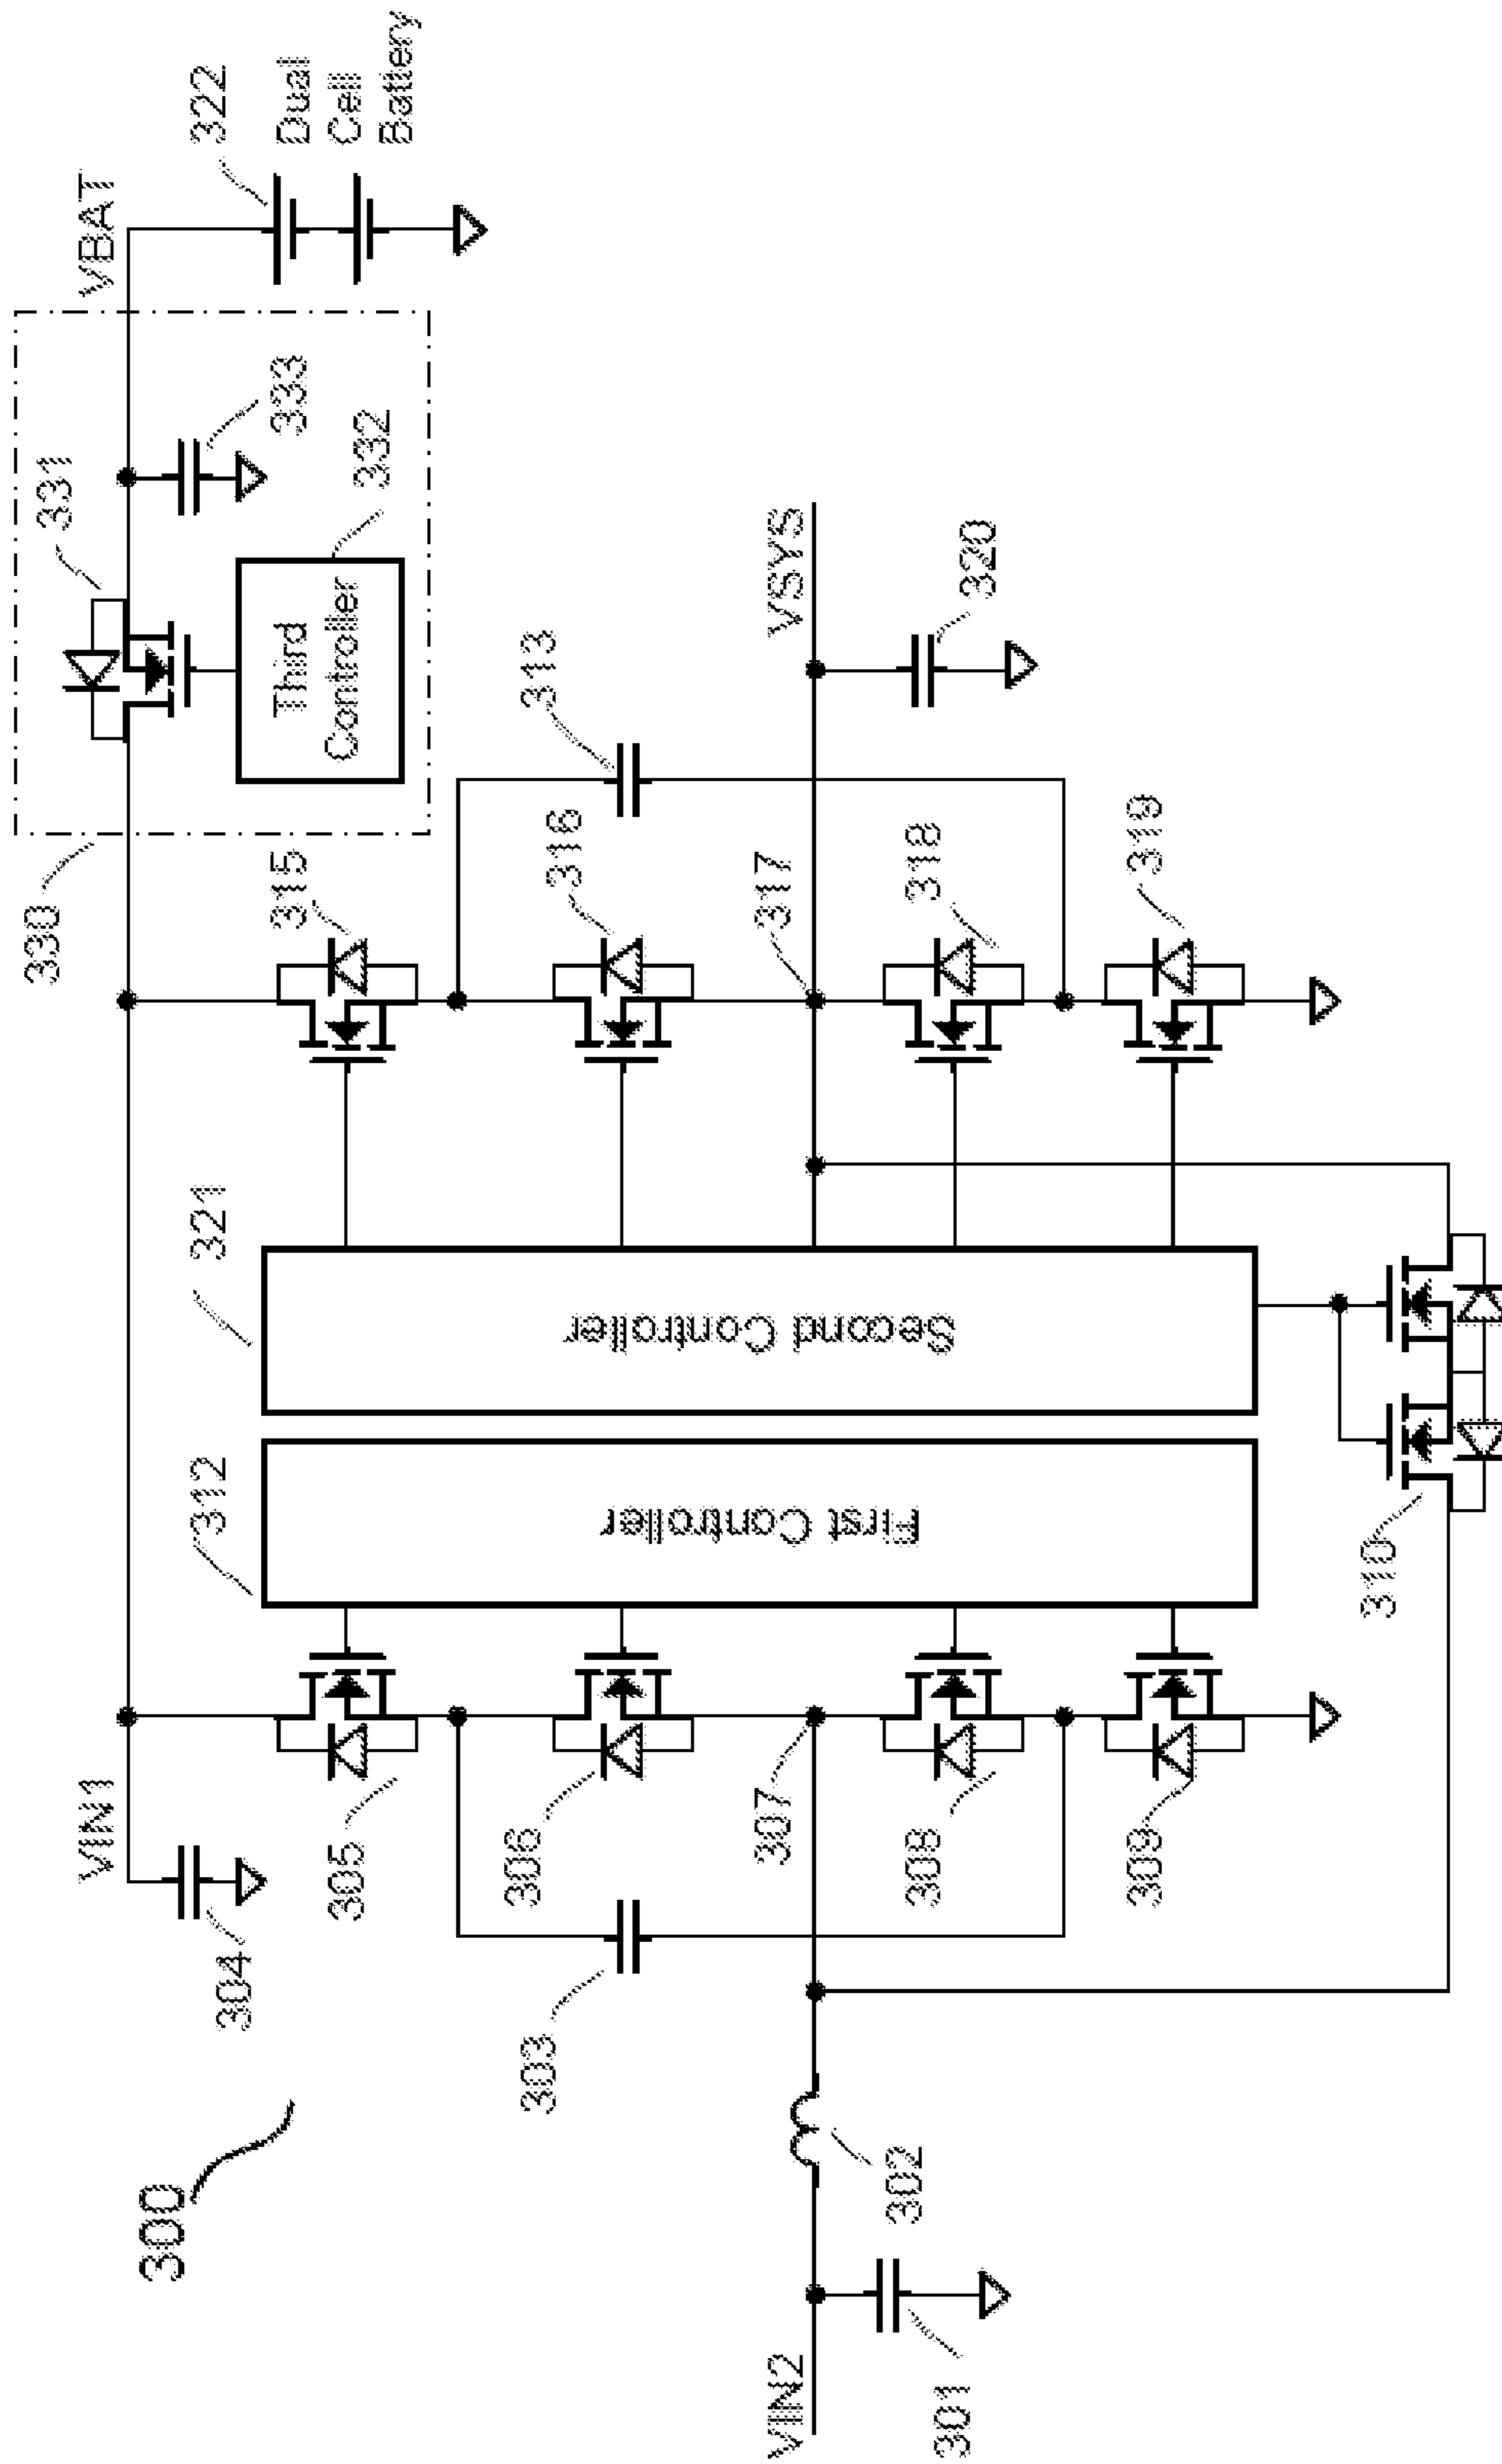 300
VIN1
VBAT
304
305
312
321
330
315
331
333
Third
Controller
332
322
Dual
Cell
Battery
303
306
316
313
VIN2
301
302
307
First Controller
Second Controller
317
VSYS
320
308
318
309
319
310